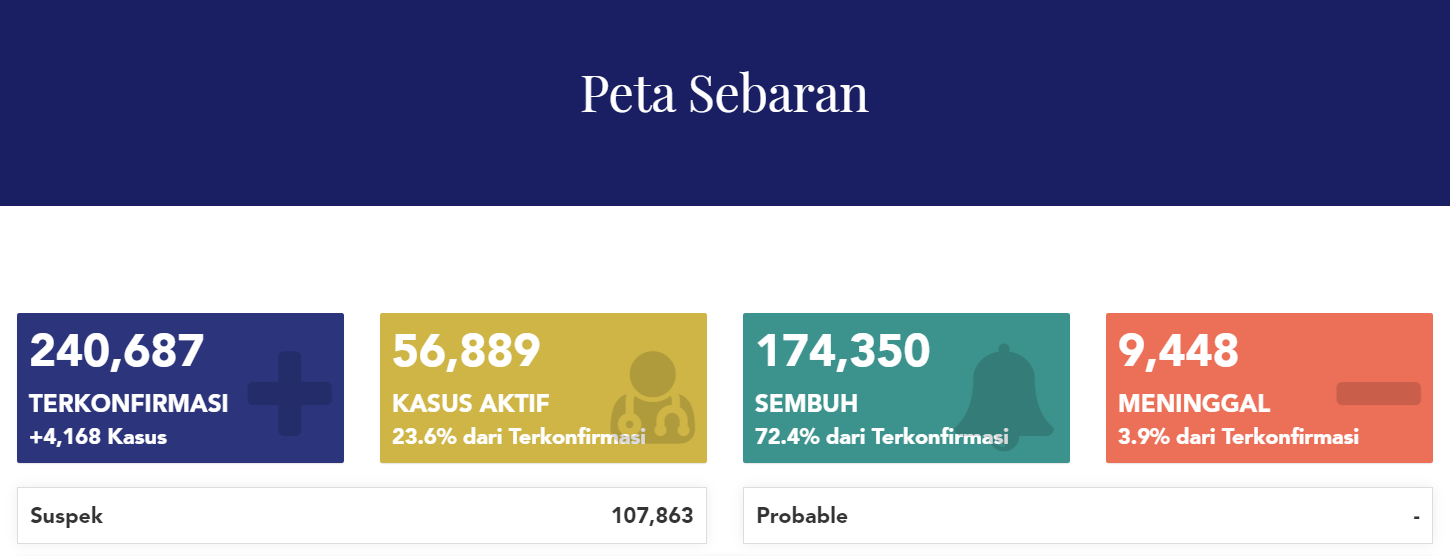 Peta Sebaran
240,687
TERKONFIRMASI
+4,168 Kasus
56,889
KASUS AKTIF
23.6% dari Terkonfirmasi
174,350
SEMBUH
72.4% dari Terkonfirmasi
9,448
MENINGGAL
3.9% dari Terkonfirmasi
Suspek 107,863
Probable -